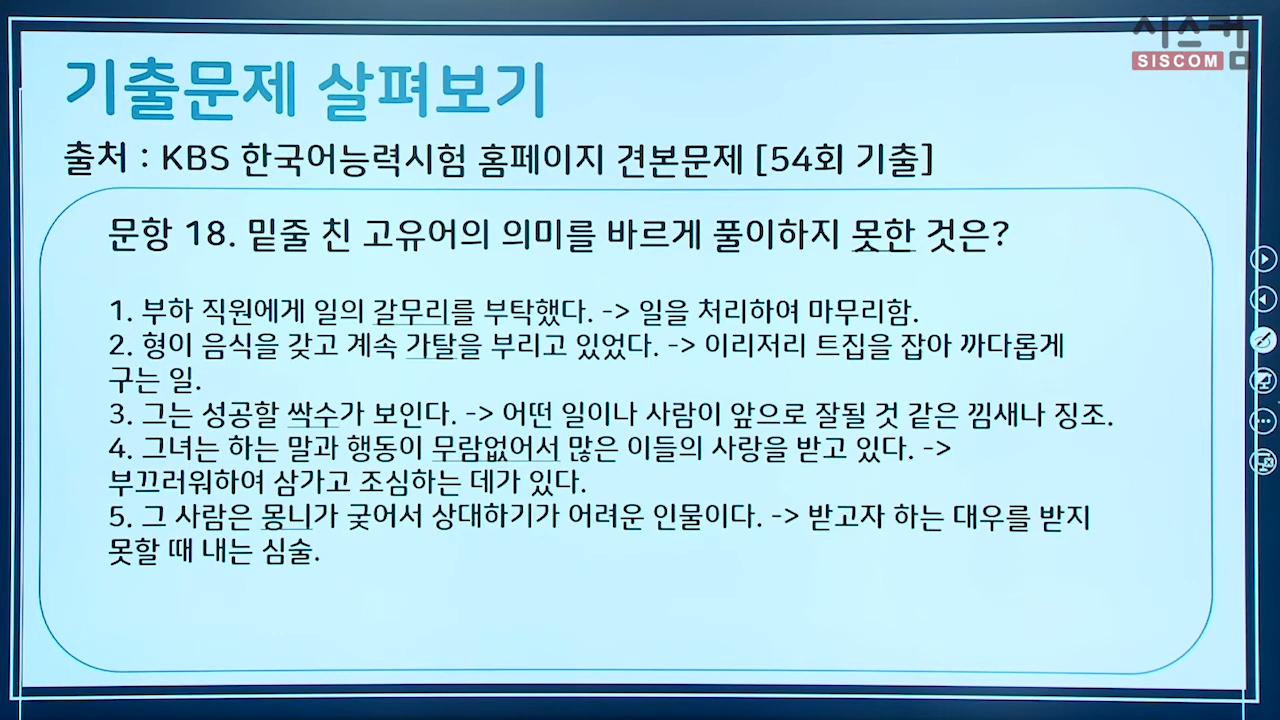 시스컴
SISCOM
기출문제 살펴보기
출처 : KBS 한국어능력시험 홈페이지 견본문제 [54회 기출]
문항 18. 밑줄 친 고유어의 의미를 바르게 풀이하지 못한 것은?
1. 부하 직원에게 일의 갈무리를 부탁했다. -> 일을 처리하여 마무리함.
2. 형이 음식을 갖고 계속 가탈을 부리고 있었다. -> 이리저리 트집을 잡아 까다롭게
구는 일.
3. 그는 성공할 싹수가 보인다. -> 어떤 일이나 사람이 앞으로 잘될 것 같은 낌새나 징조.
4. 그녀는 하는 말과 행동이 무람없어서 많은 이들의 사랑을 받고 있다. ->
부끄러워하여 삼가고 조심하는 데가 있다.
5. 그 사람은 몽니가 궂어서 상대하기가 어려운 인물이다. -> 받고자 하는 대우를 받지
못할 때 내는 심술.